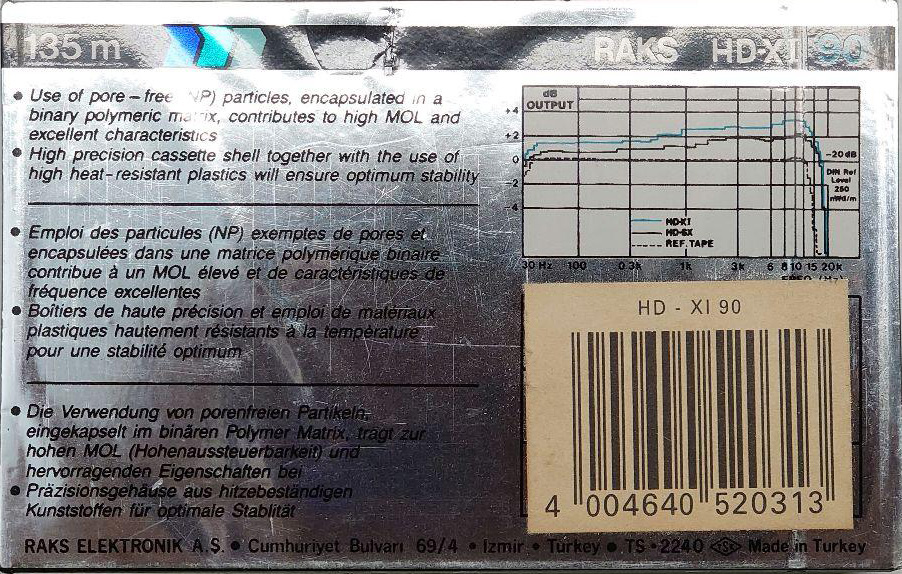 135 m RAKS HD-XI 90
• Use of pore-free (NP) particles, encapsulated in a
binary polymeric matrix, contributes to high MOL and
excellent characteristics
• High precision cassette shell together with the use of
high heat-resistant plastics will ensure optimum stability
• Emploi des particules (NP) exemptes de pores et
encapsulées dans une matrice polymérique binaire
contribue à un MOL élevé et de caractéristiques de
fréquence excellentes
• Boîtiers de haute précision et emploi de matériaux
plastiques hautement résistants à la température
pour une stabilité optimum
• Die Verwendung von porenfreien Partikeln,
eingekapselt im binären Polymer Matrix, trägt zur
hohen MOL (Hohenaussteuerbarkeit) und
hervorragenden Eigenschaften bei
• Präzisionsgehäuse aus hitzebeständigen
Kunststoffen für optimale Stablität
dB
OUTPUT
+4
+2
0
-2
-4
-20dB
DIN Ref
Level
250
nWd/m
HD-XI
HD-SX
REF. TAPE
30 Hz 100 0.3k 1k 3k 6 8 10 15 20k
FREQ. (Hz)
HD - XI 90
4 004640 520313
RAKS ELEKTRONIK A.Ş. • Cumhuriyet Bulvarı 69/4 • İzmir • Turkey • TS • 2240 Made in Turkey